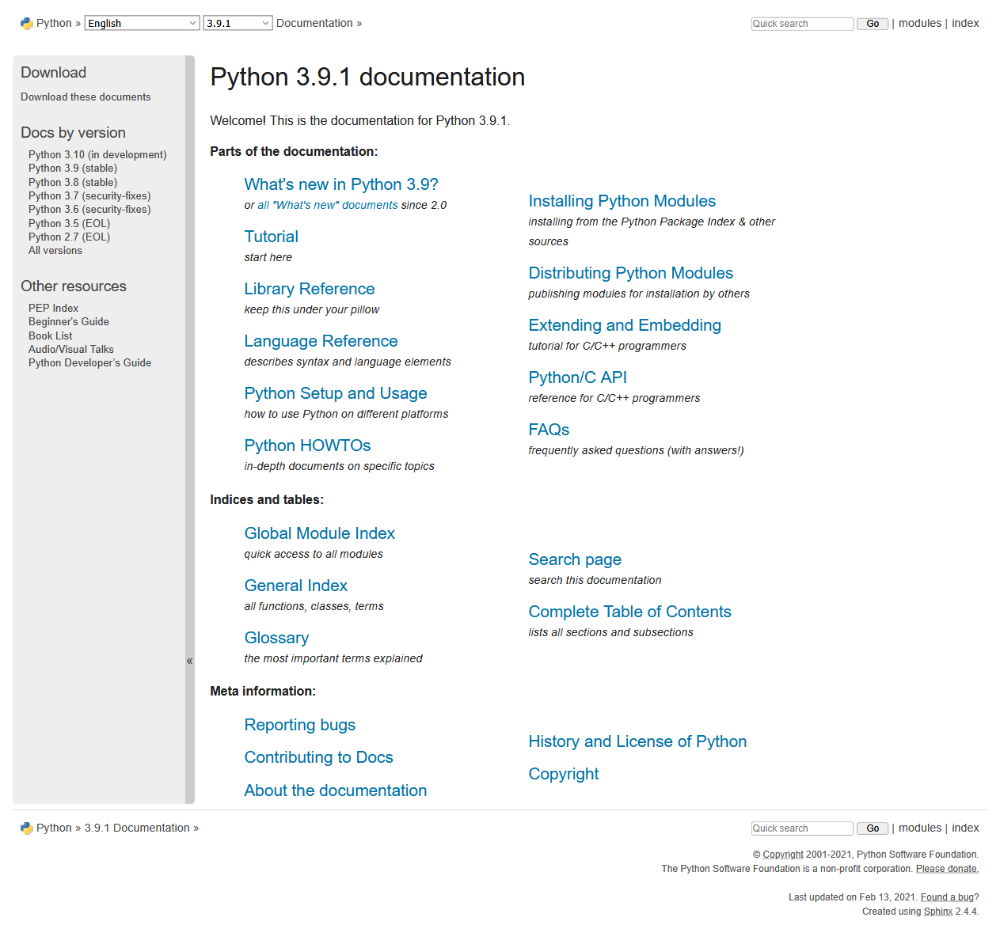 Python » English 3.9.1 Documentation »
Quick search Go | modules | index
Download
Download these documents
Docs by version
Python 3.10 (in development)
Python 3.9 (stable)
Python 3.8 (stable)
Python 3.7 (security-fixes)
Python 3.6 (security-fixes)
Python 3.5 (EOL)
Python 2.7 (EOL)
All versions
Other resources
PEP Index
Beginner's Guide
Book List
Audio/Visual Talks
Python Developer’s Guide
«
Python 3.9.1 documentation
Welcome! This is the documentation for Python 3.9.1.
Parts of the documentation:
What's new in Python 3.9?
or all "What's new" documents since 2.0
Tutorial
start here
Library Reference
keep this under your pillow
Language Reference
describes syntax and language elements
Python Setup and Usage
how to use Python on different platforms
Python HOWTOs
in-depth documents on specific topics
Installing Python Modules
installing from the Python Package Index & other
sources
Distributing Python Modules
publishing modules for installation by others
Extending and Embedding
tutorial for C/C++ programmers
Python/C API
reference for C/C++ programmers
FAQs
frequently asked questions (with answers!)
Indices and tables:
Global Module Index
quick access to all modules
General Index
all functions, classes, terms
Glossary
the most important terms explained
Search page
search this documentation
Complete Table of Contents
lists all sections and subsections
Meta information:
Reporting bugs
Contributing to Docs
About the documentation
History and License of Python
Copyright
Python » 3.9.1 Documentation »
Quick search Go | modules | index
© Copyright 2001-2021, Python Software Foundation.
The Python Software Foundation is a non-profit corporation. Please donate.
Last updated on Feb 13, 2021. Found a bug?
Created using Sphinx 2.4.4.